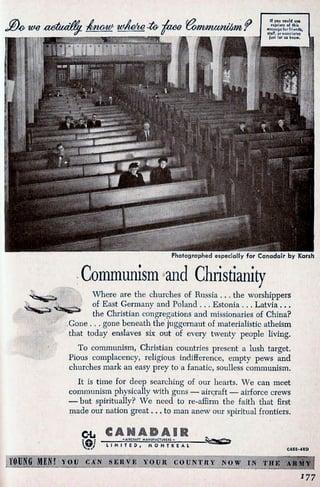 Do we actually know where to face Communism?
If you would use
reprints of this
message for friends,
staff, or associates
just let us know.
Photographed especially for Canadair by Karsh
Communism and Christianity
Where are the churches of Russia . . . the worshippers
of East Germany and Poland . . . Estonia . . . Latvia . . .
the Christian congregations and missionaries of China?
Gone . . . gone beneath the juggernaut of materialistic atheism
that today enslaves six out of every twenty people living.
To communism, Christian countries present a lush target.
Pious complacency, religious indifference, empty pews and
churches mark an easy prey to a fanatic, soulless communism.
It is time for deep searching of our hearts. We can meet
communism physically with guns — aircraft — airforce crews
— but spiritually? We need to re-affirm the faith that first
made our nation great . . . to man anew our spiritual frontiers.
CL
CANADAIR
• AIRCRAFT MANUFACTURERS •
LIMITED, MONTREAL
CA55-4RD
YOUNG MEN! YOU CAN SERVE YOUR COUNTRY NOW IN THE ARMY
177